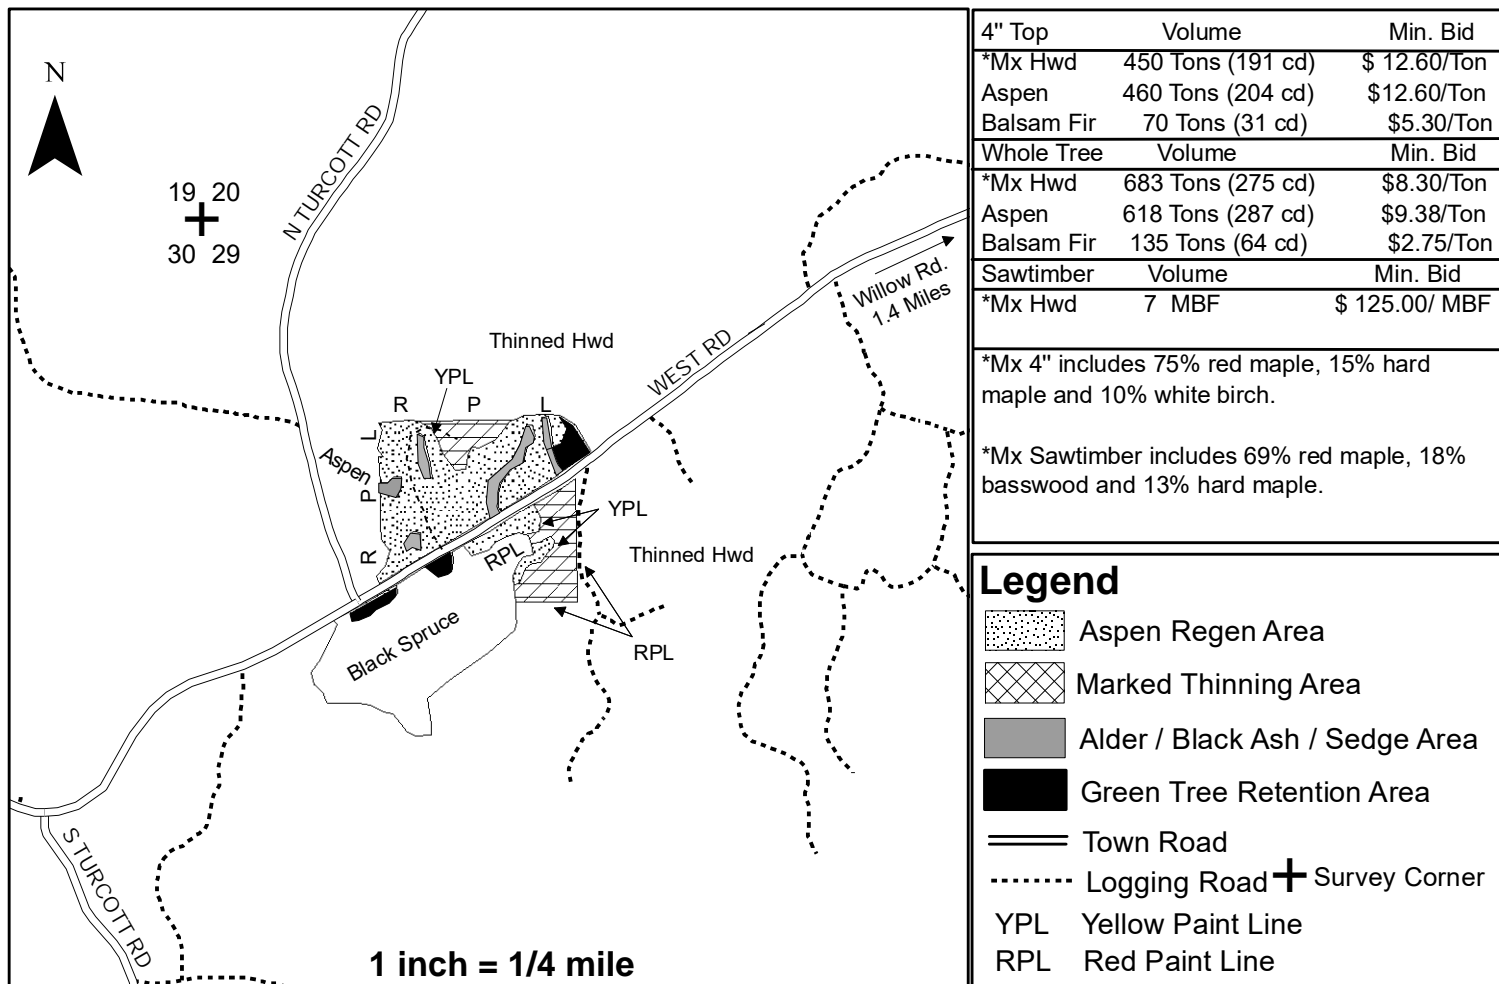 N
19 20
30 29
N TURCOTT RD
Willow Rd.
1.4 Miles
WEST RD
Thinned Hwd
YPL
R P L
L
P
R
Aspen
YPL
RPL
Thinned Hwd
RPL
Black Spruce
S TURCOTT RD
1 inch = 1/4 mile
4" Top Volume Min. Bid
*Mx Hwd 450 Tons (191 cd) $ 12.60/Ton
Aspen 460 Tons (204 cd) $12.60/Ton
Balsam Fir 70 Tons (31 cd) $5.30/Ton
Whole Tree Volume Min. Bid
*Mx Hwd 683 Tons (275 cd) $8.30/Ton
Aspen 618 Tons (287 cd) $9.38/Ton
Balsam Fir 135 Tons (64 cd) $2.75/Ton
Sawtimber Volume Min. Bid
*Mx Hwd 7 MBF $ 125.00/ MBF
*Mx 4" includes 75% red maple, 15% hard
maple and 10% white birch.
*Mx Sawtimber includes 69% red maple, 18%
basswood and 13% hard maple.
Legend
Aspen Regen Area
Marked Thinning Area
Alder / Black Ash / Sedge Area
Green Tree Retention Area
Town Road
Logging Road Survey Corner
YPL Yellow Paint Line
RPL Red Paint Line